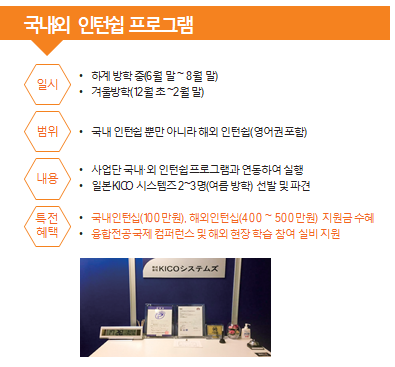 국내외 인턴쉽 프로그램
일시
• 하계 방학 중(6월 말 ~ 8월 말)
• 겨울방학(12월 초 ~2월 말)
범위
• 국내 인턴쉽 뿐만 아니라 해외 인턴쉽(영어권 포함)
내용
• 사업단 국내·외 인턴쉽 프로그램과 연동하여 실행
• 일본 KICO 시스템즈 2~3명(여름 방학) 선발 및 파견
특전
혜택
• 국내인턴십(100만원), 해외인턴십(400 ~ 500만원) 지원금 수혜
• 융합전공 국제 컴퍼런스 및 해외 현장 학습 참여 실비 지원
KICOシステムズ